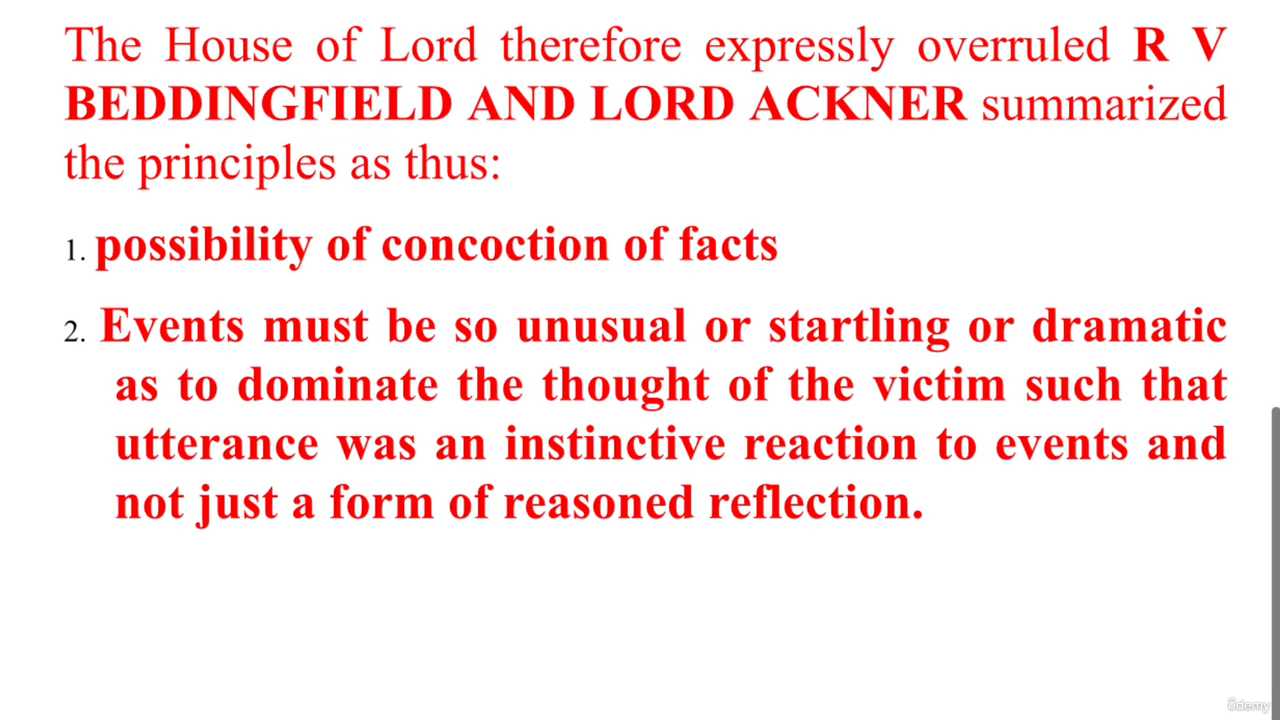 The House of Lord therefore expressly overruled R V
BEDDINGFIELD AND LORD ACKNER summarized
the principles as thus:
1. possibility of concoction of facts
2. Events must be so unusual or startling or dramatic
as to dominate the thought of the victim such that
utterance was an instinctive reaction to events and
not just a form of reasoned reflection.
ûdemy